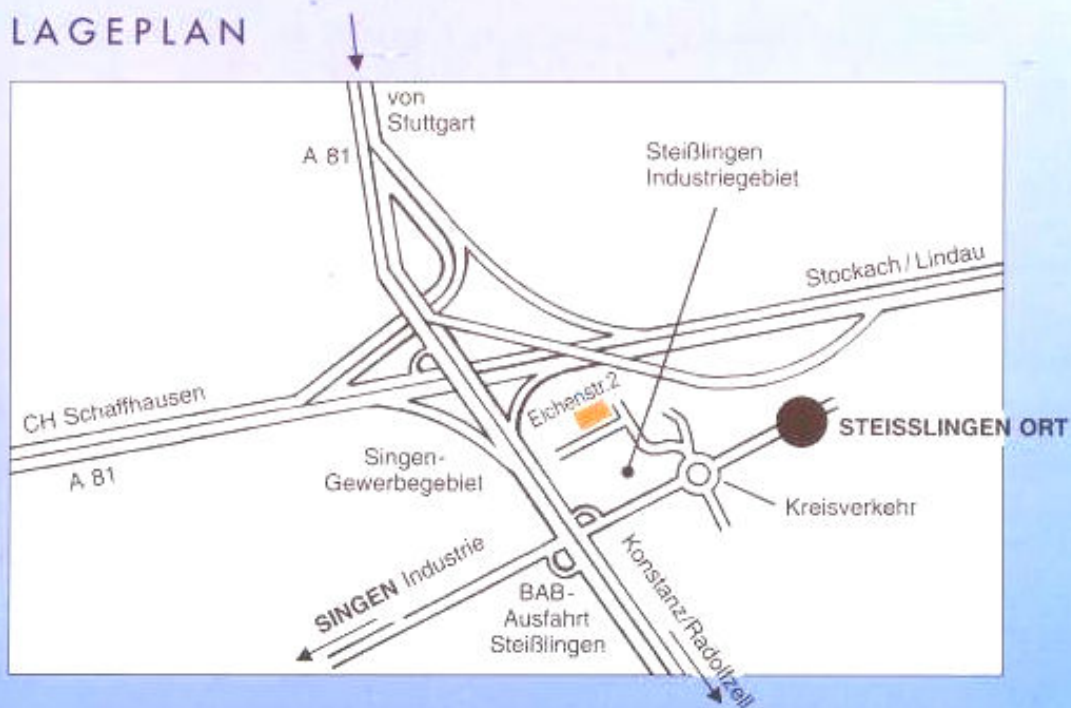 LAGEPLAN
von
Stuttgart
A 81
Steißlingen
Industriegebiet
Stockach / Lindau
CH Schaffhausen
A 81
Eichenstr.2
STEISSLINGEN ORT
Singen-
Gewerbegebiet
Kreisverkehr
SINGEN Industrie
BAB-
Ausfahrt
Steißlingen
Konstanz/Radolfzell